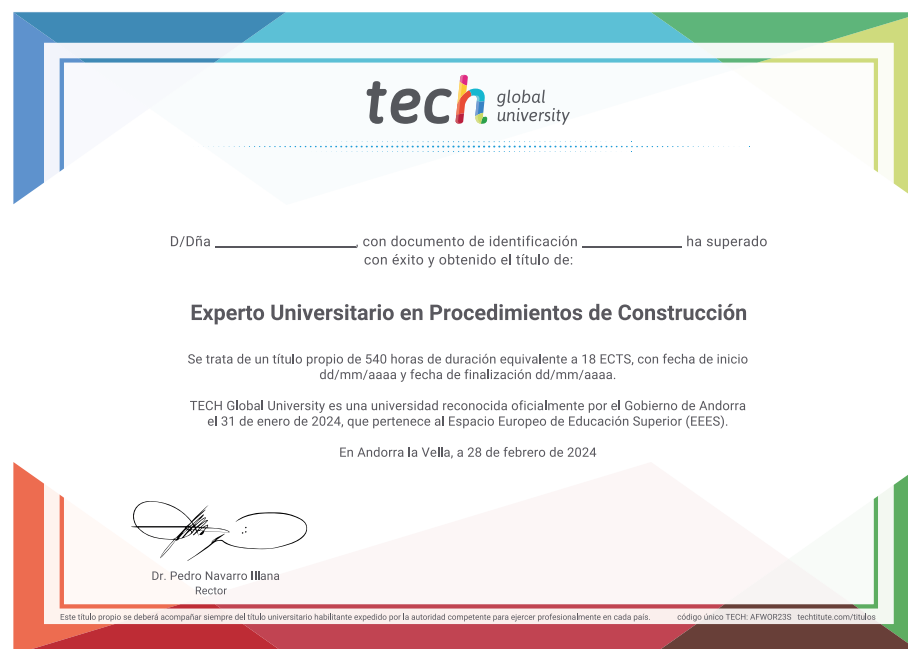 tech global university
D/Dña ______________, con documento de identificación __________ ha superado
con éxito y obtenido el título de:
Experto Universitario en Procedimientos de Construcción
Se trata de un título propio de 540 horas de duración equivalente a 18 ECTS, con fecha de inicio
dd/mm/aaaa y fecha de finalización dd/mm/aaaa.
TECH Global University es una universidad reconocida oficialmente por el Gobierno de Andorra
el 31 de enero de 2024, que pertenece al Espacio Europeo de Educación Superior (EEES).
En Andorra la Vella, a 28 de febrero de 2024
Dr. Pedro Navarro Illana
Rector
Este título propio se deberá acompañar siempre del título universitario habilitante expedido por la autoridad competente para ejercer profesionalmente en cada país. código único TECH: AFWOR23S techtitute.com/titulos